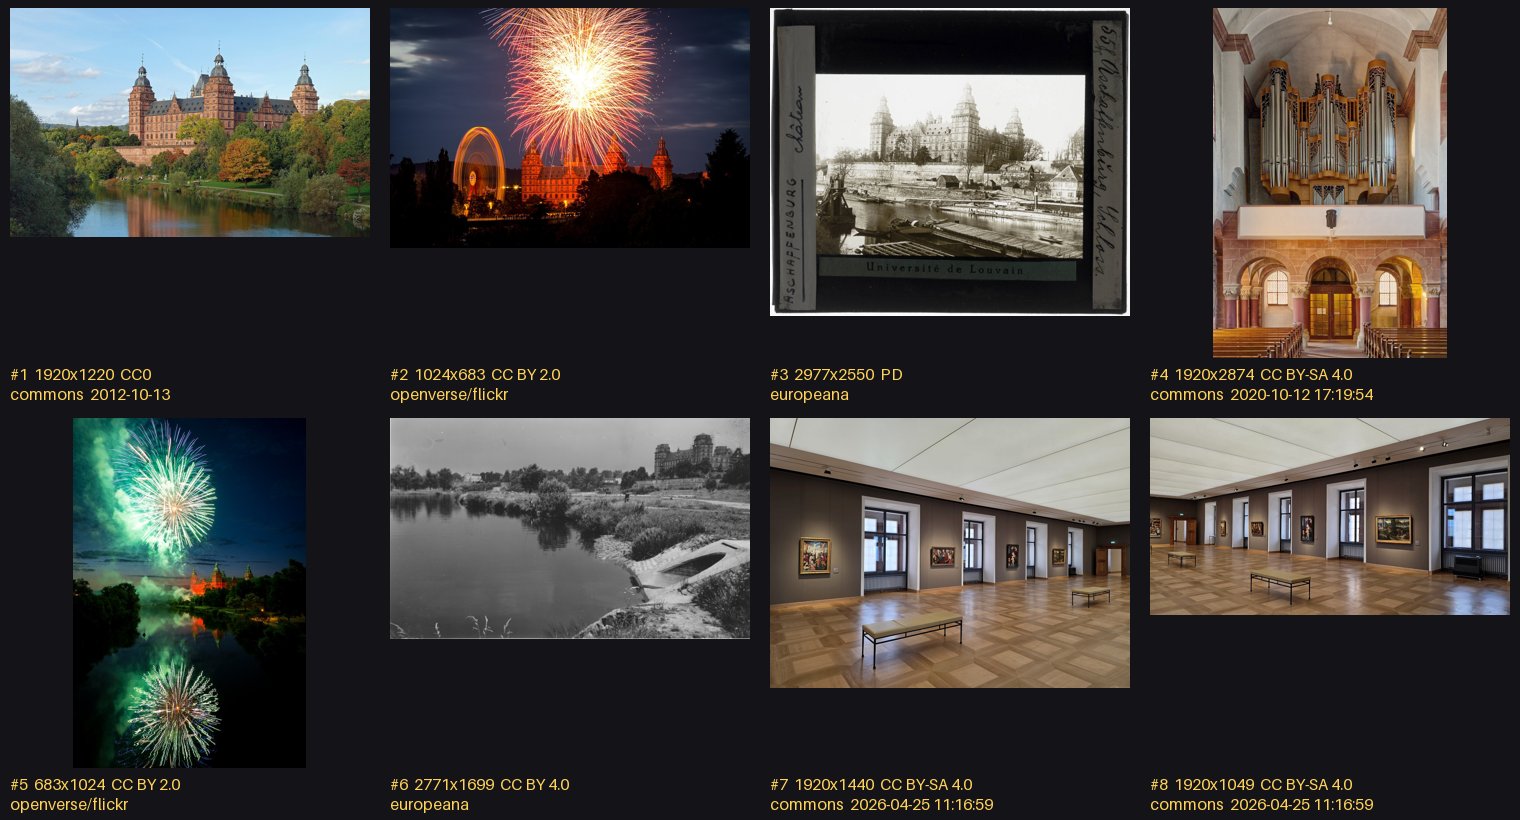 ASCHAFFENBURG château
Université de Louvain
Aschaffenburg, Schloss.
#1 1920x1220 CC0
commons 2012-10-13
#2 1024x683 CC BY 2.0
openverse/flickr
#3 2977x2550 PD
europeana
#4 1920x2874 CC BY-SA 4.0
commons 2020-10-12 17:19:54
#5 683x1024 CC BY 2.0
openverse/flickr
#6 2771x1699 CC BY 4.0
europeana
#7 1920x1440 CC BY-SA 4.0
commons 2026-04-25 11:16:59
#8 1920x1049 CC BY-SA 4.0
commons 2026-04-25 11:16:59